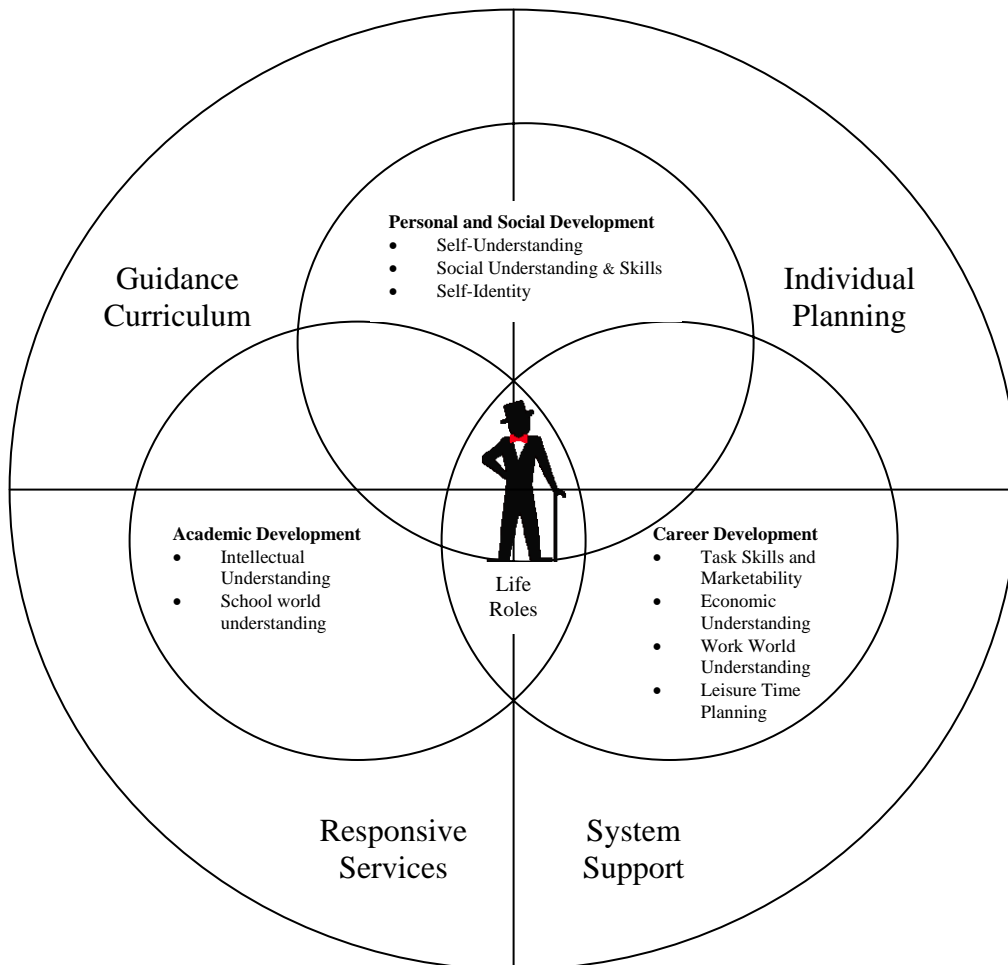 Personal and Social Development
• Self-Understanding
• Social Understanding & Skills
• Self-Identity
Guidance
Curriculum
Individual
Planning
Academic Development
• Intellectual
Understanding
• School world
understanding
Life
Roles
Career Development
• Task Skills and
Marketability
• Economic
Understanding
• Work World
Understanding
• Leisure Time
Planning
Responsive
Services
System
Support